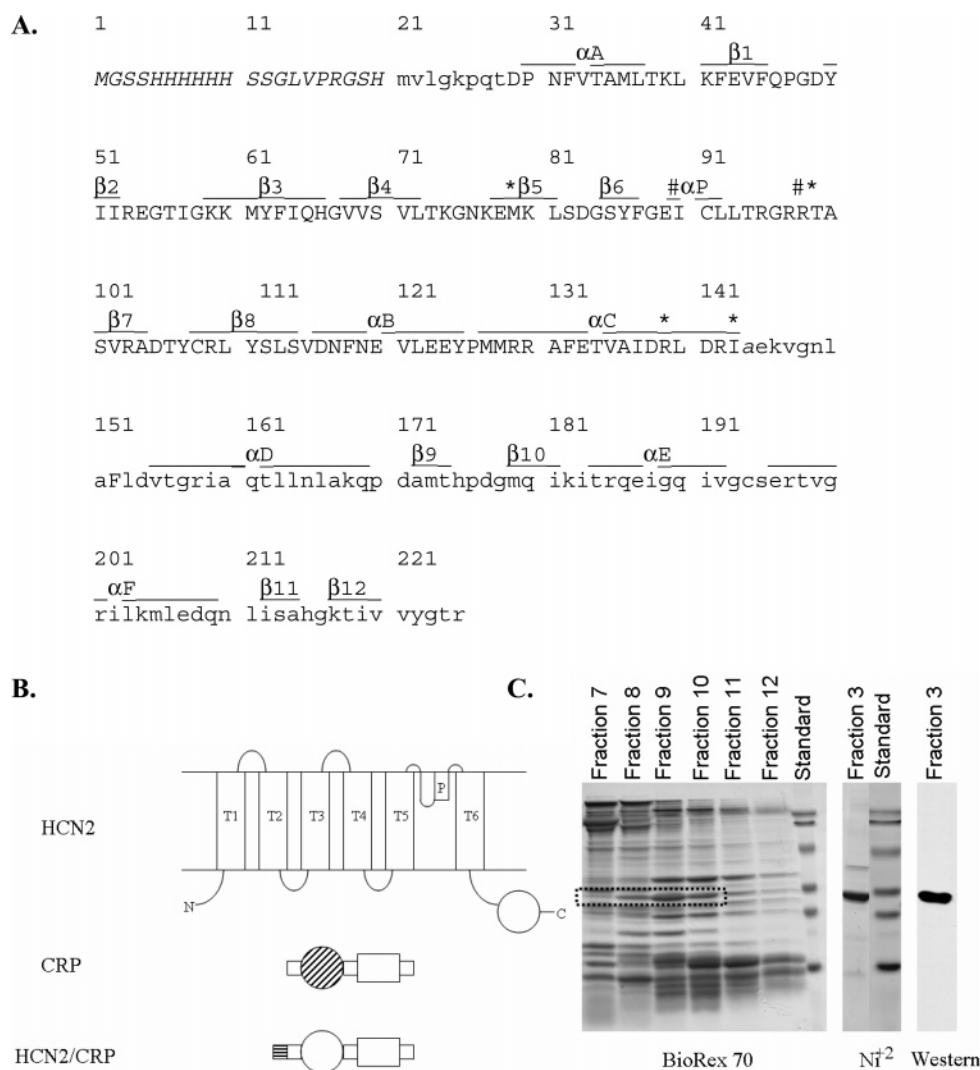 A.
1 11 21 31 41
αA β1
MGSSHHHHHH SSGLVPRGSH mvlgkpqtDP NFVTAMLTKL KFEVFQPGDY
51 61 71 81 91
β2 β3 β4 *β5 β6 #αP #*
IIREGTIGKK MYFIQHGVVS VLTKGNKEMK LSDGSYFGEI CLLTRGRRTA
101 111 121 131 141
β7 β8 αB αC * *
SVRADTYCRL YSLSVDNFNE VLEEYPMMRR AFETVAIDRL DRIaekvgnl
151 161 171 181 191
αD β9 β10 αE
aFldvtgria qtllnlakqp damthpdgmq ikitrqeigq ivgcsertvg
201 211 221
αF β11 β12
rilkmledqn lisahgktiv vygtr
B.
HCN2
T1 T2 T3 T4 T5 P T6
N C
CRP
HCN2/CRP
C.
Fraction 7
Fraction 8
Fraction 9
Fraction 10
Fraction 11
Fraction 12
Standard
Fraction 3
Standard
Fraction 3
BioRex 70 Ni+2 Western